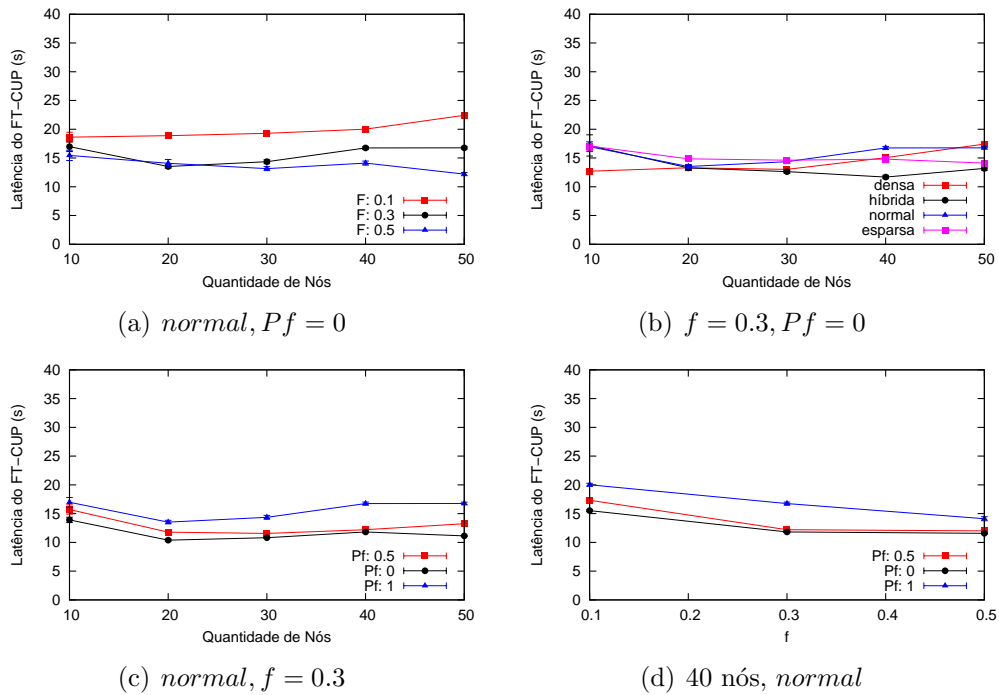 40
35
30
25
20
15
10
5
0
Latência do FT−CUP (s)
10 20 30 40 50
Quantidade de Nós
F: 0.1
F: 0.3
F: 0.5
(a) normal, Pf = 0
40
35
30
25
20
15
10
5
0
Latência do FT−CUP (s)
10 20 30 40 50
Quantidade de Nós
densa
híbrida
normal
esparsa
(b) f = 0.3, Pf = 0
40
35
30
25
20
15
10
5
0
Latência do FT−CUP (s)
10 20 30 40 50
Quantidade de Nós
Pf: 0.5
Pf: 0
Pf: 1
(c) normal, f = 0.3
40
35
30
25
20
15
10
5
0
Latência do FT−CUP (s)
0.1 0.2 0.3 0.4 0.5
f
Pf: 0.5
Pf: 0
Pf: 1
(d) 40 nós, normal